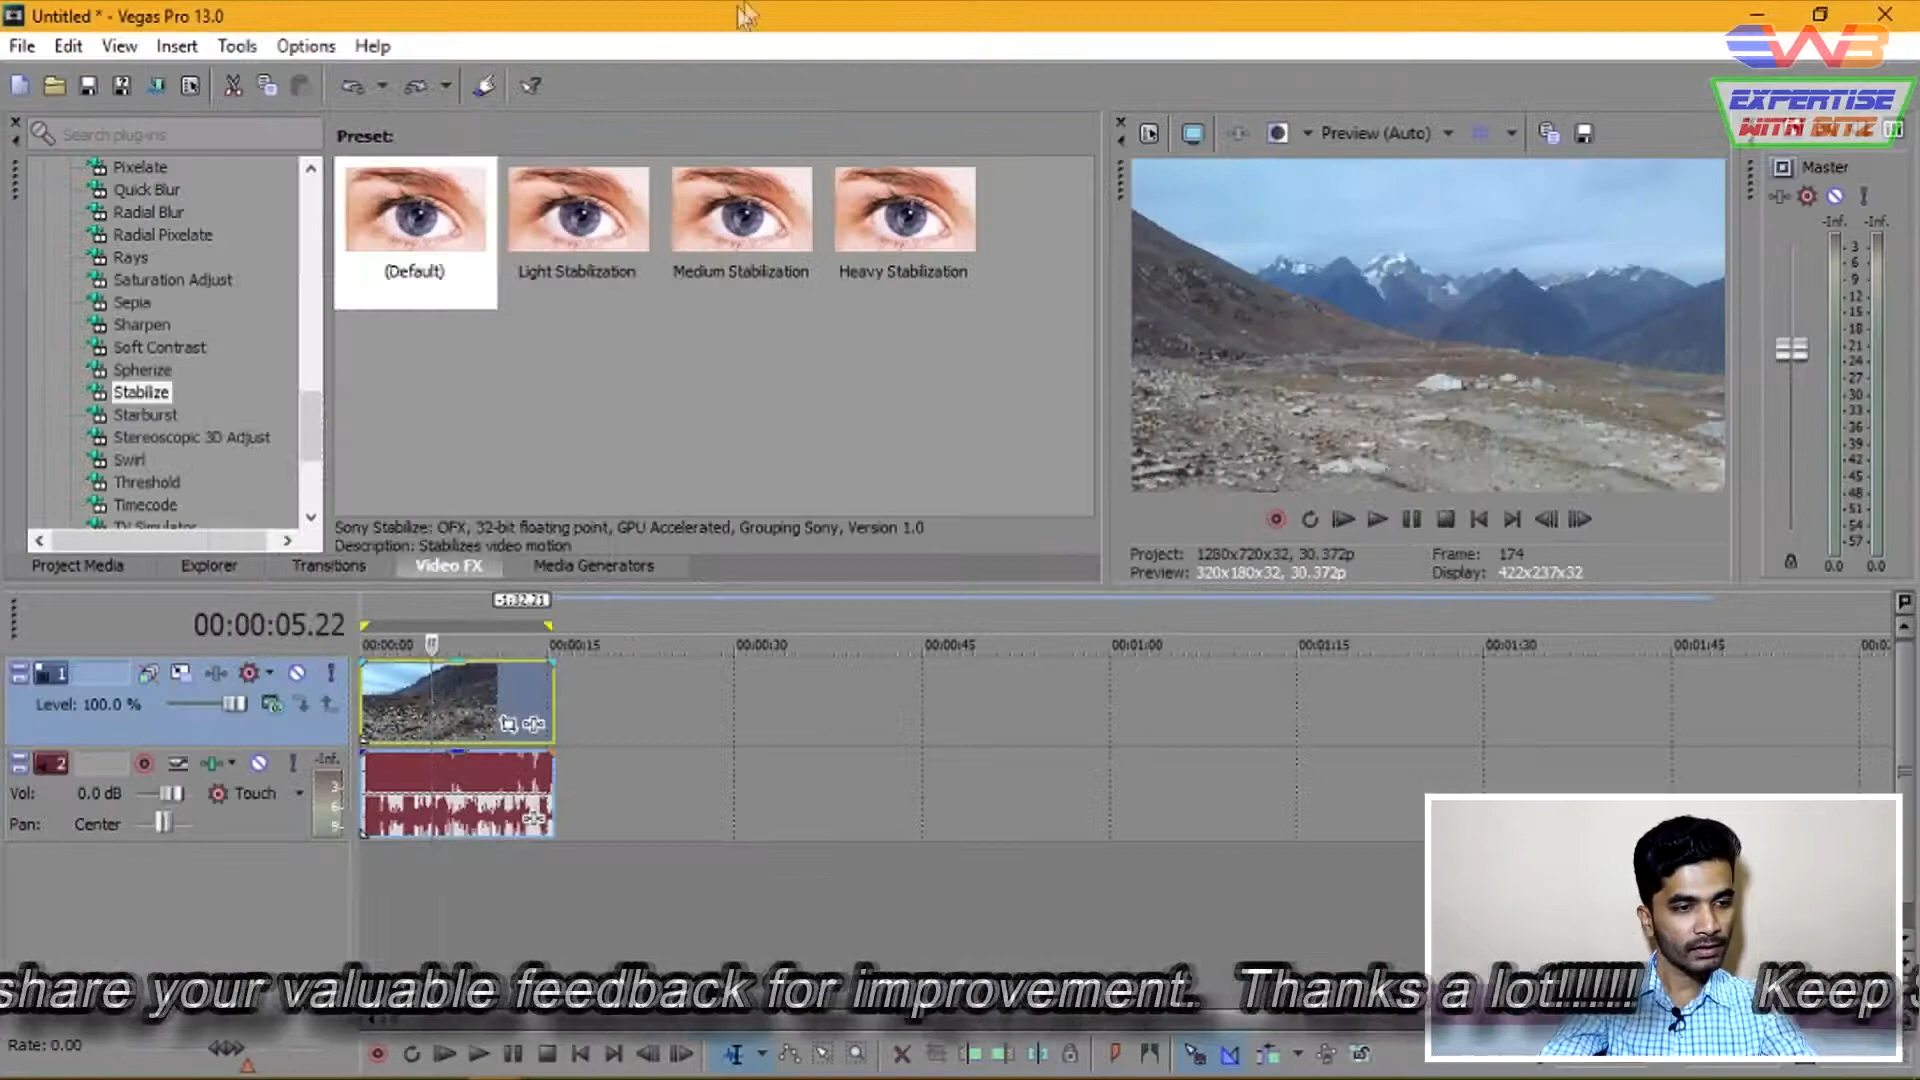 Untitled * - Vegas Pro 13.0
File Edit View Insert Tools Options Help
EWB
EXPERTISE
WITH BITZ
Search plug-ins
Preset:
Preview (Auto)
Pixelate
Quick Blur
Radial Blur
Radial Pixelate
Rays
Saturation Adjust
Sepia
Sharpen
Soft Contrast
Spherize
Stabilize
Starburst
Stereoscopic 3D Adjust
Swirl
Threshold
Timecode
TV Simulator
(Default) Light Stabilization Medium Stabilization Heavy Stabilization
Sony Stabilize: OFX, 32-bit floating point, GPU Accelerated, Grouping Sony, Version 1.0
Description: Stabilizes video motion
Project Media Explorer Transitions Video FX Media Generators
Project: 1280x720x32, 30.372p Frame: 174
Preview: 320x180x32, 30.372p Display: 422x237x32
Master
-Inf. -Inf.
3
6
9
12
15
18
21
24
27
30
33
36
39
42
45
48
51
54
57
0.0 0.0
-1:32.21
00:00:05.22
00:00:00 00:00:15 00:00:30 00:00:45 00:01:00 00:01:15 00:01:30 00:01:45 00:0
1
Level: 100.0 %
2
-Inf.
Vol: 0.0 dB Touch
Pan: Center
3
6
9
share your valuable feedback for improvement. Thanks a lot!!!!!! Keep
Rate: 0.00